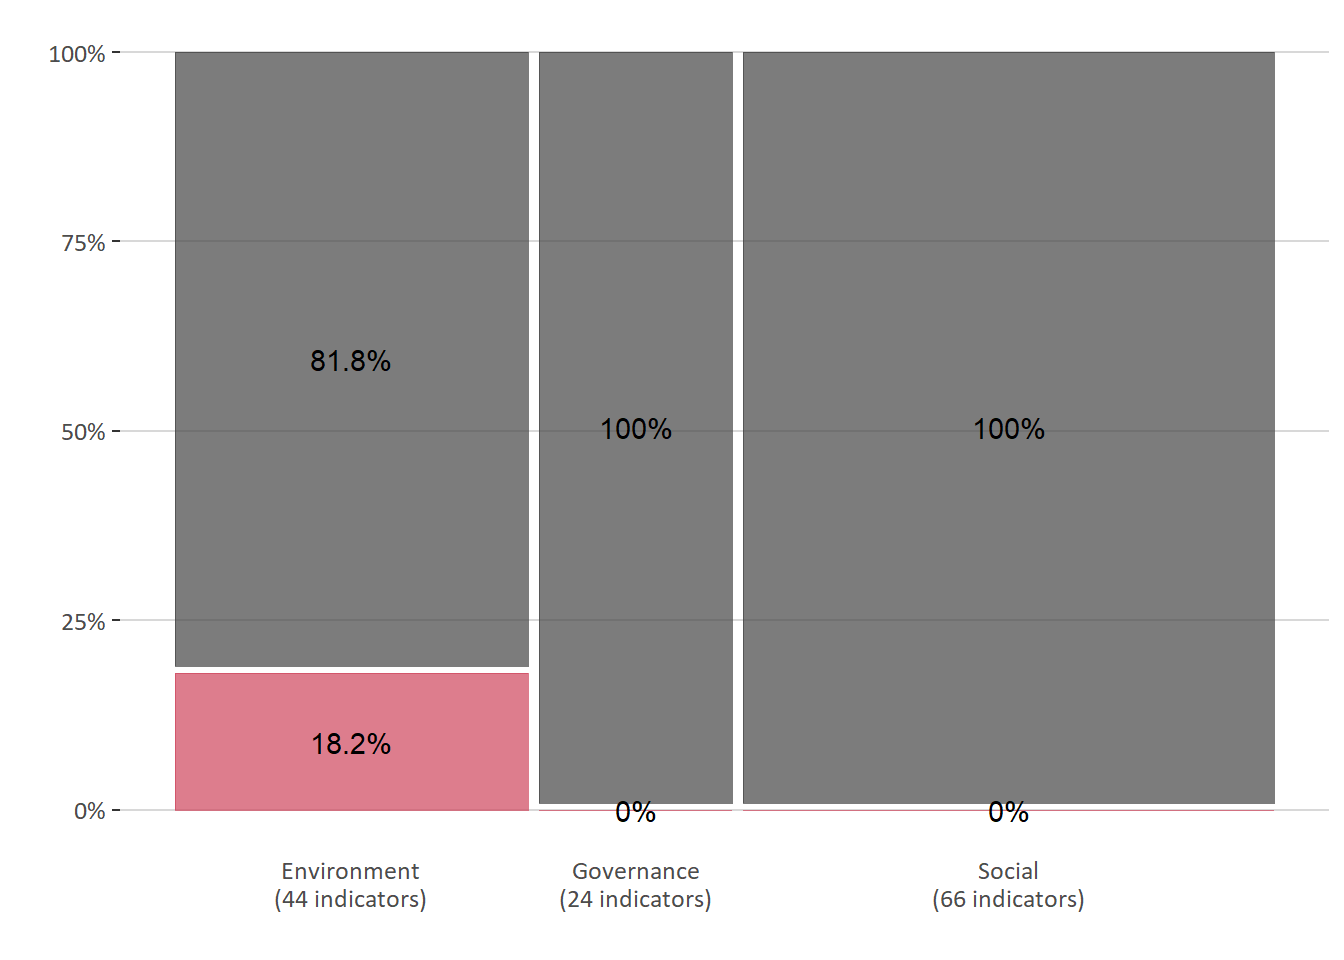 100%
75%
50%
25%
0%
81.8%
100%
100%
18.2%
0%
0%
Environment
(44 indicators)
Governance
(24 indicators)
Social
(66 indicators)